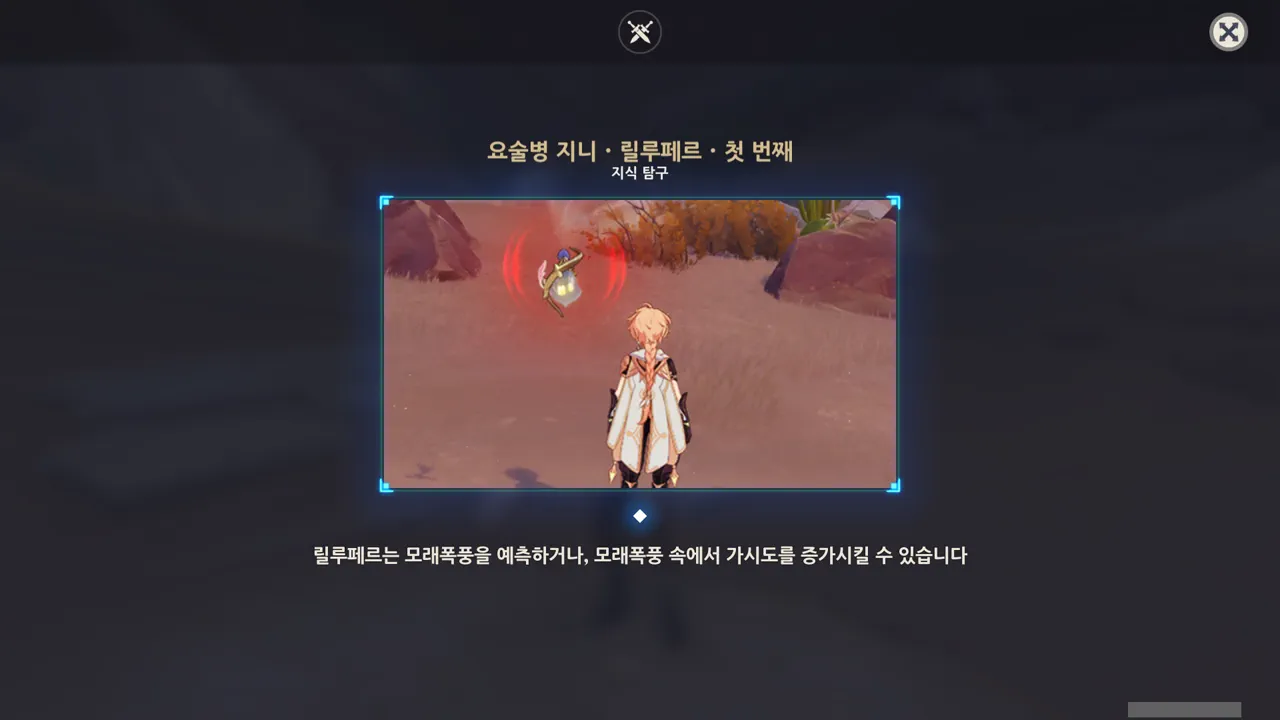 요술병 지니・릴루페르・첫 번째
지식 탐구
릴루페르는 모래폭풍을 예측하거나, 모래폭풍 속에서 가시도를 증가시킬 수 있습니다